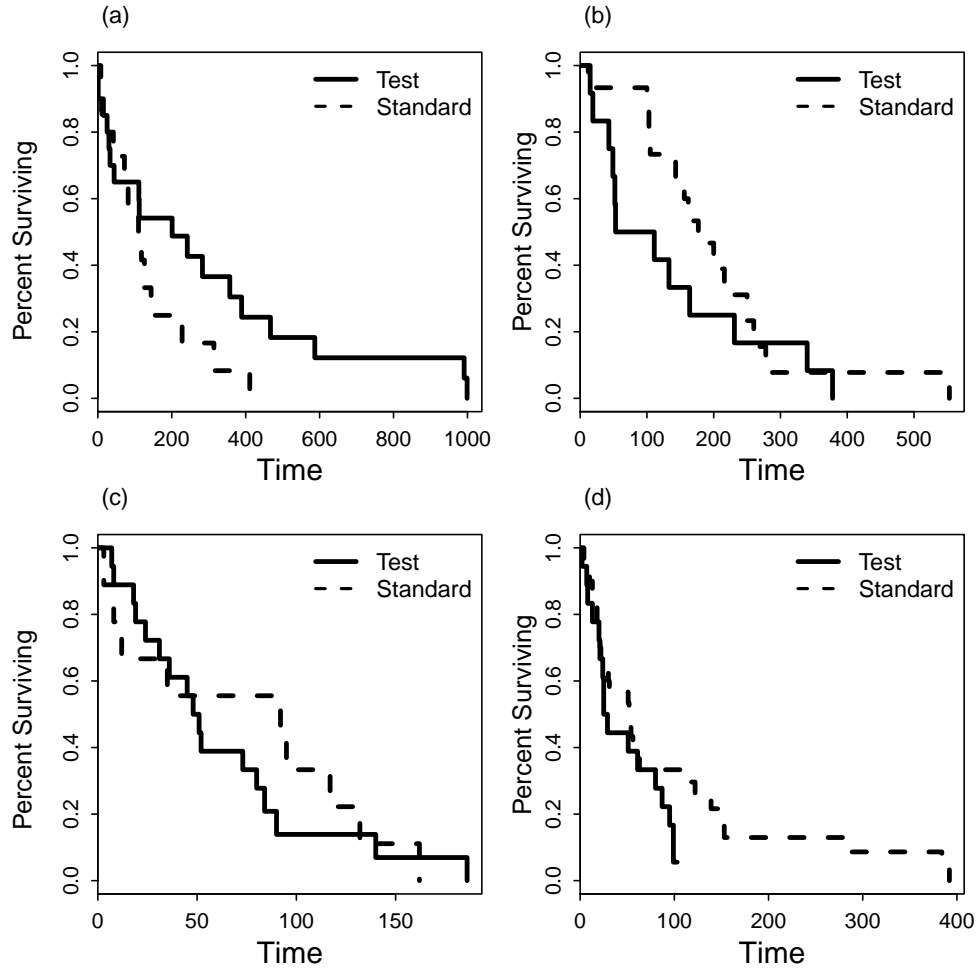 (a)
Percent Surviving
1.0
0.8
0.6
0.4
0.2
0.0
Test
Standard
0 200 400 600 800 1000
Time
(b)
Percent Surviving
1.0
0.8
0.6
0.4
0.2
0.0
Test
Standard
0 100 200 300 400 500
Time
(c)
Percent Surviving
1.0
0.8
0.6
0.4
0.2
0.0
Test
Standard
0 50 100 150
Time
(d)
Percent Surviving
1.0
0.8
0.6
0.4
0.2
0.0
Test
Standard
0 100 200 300 400
Time